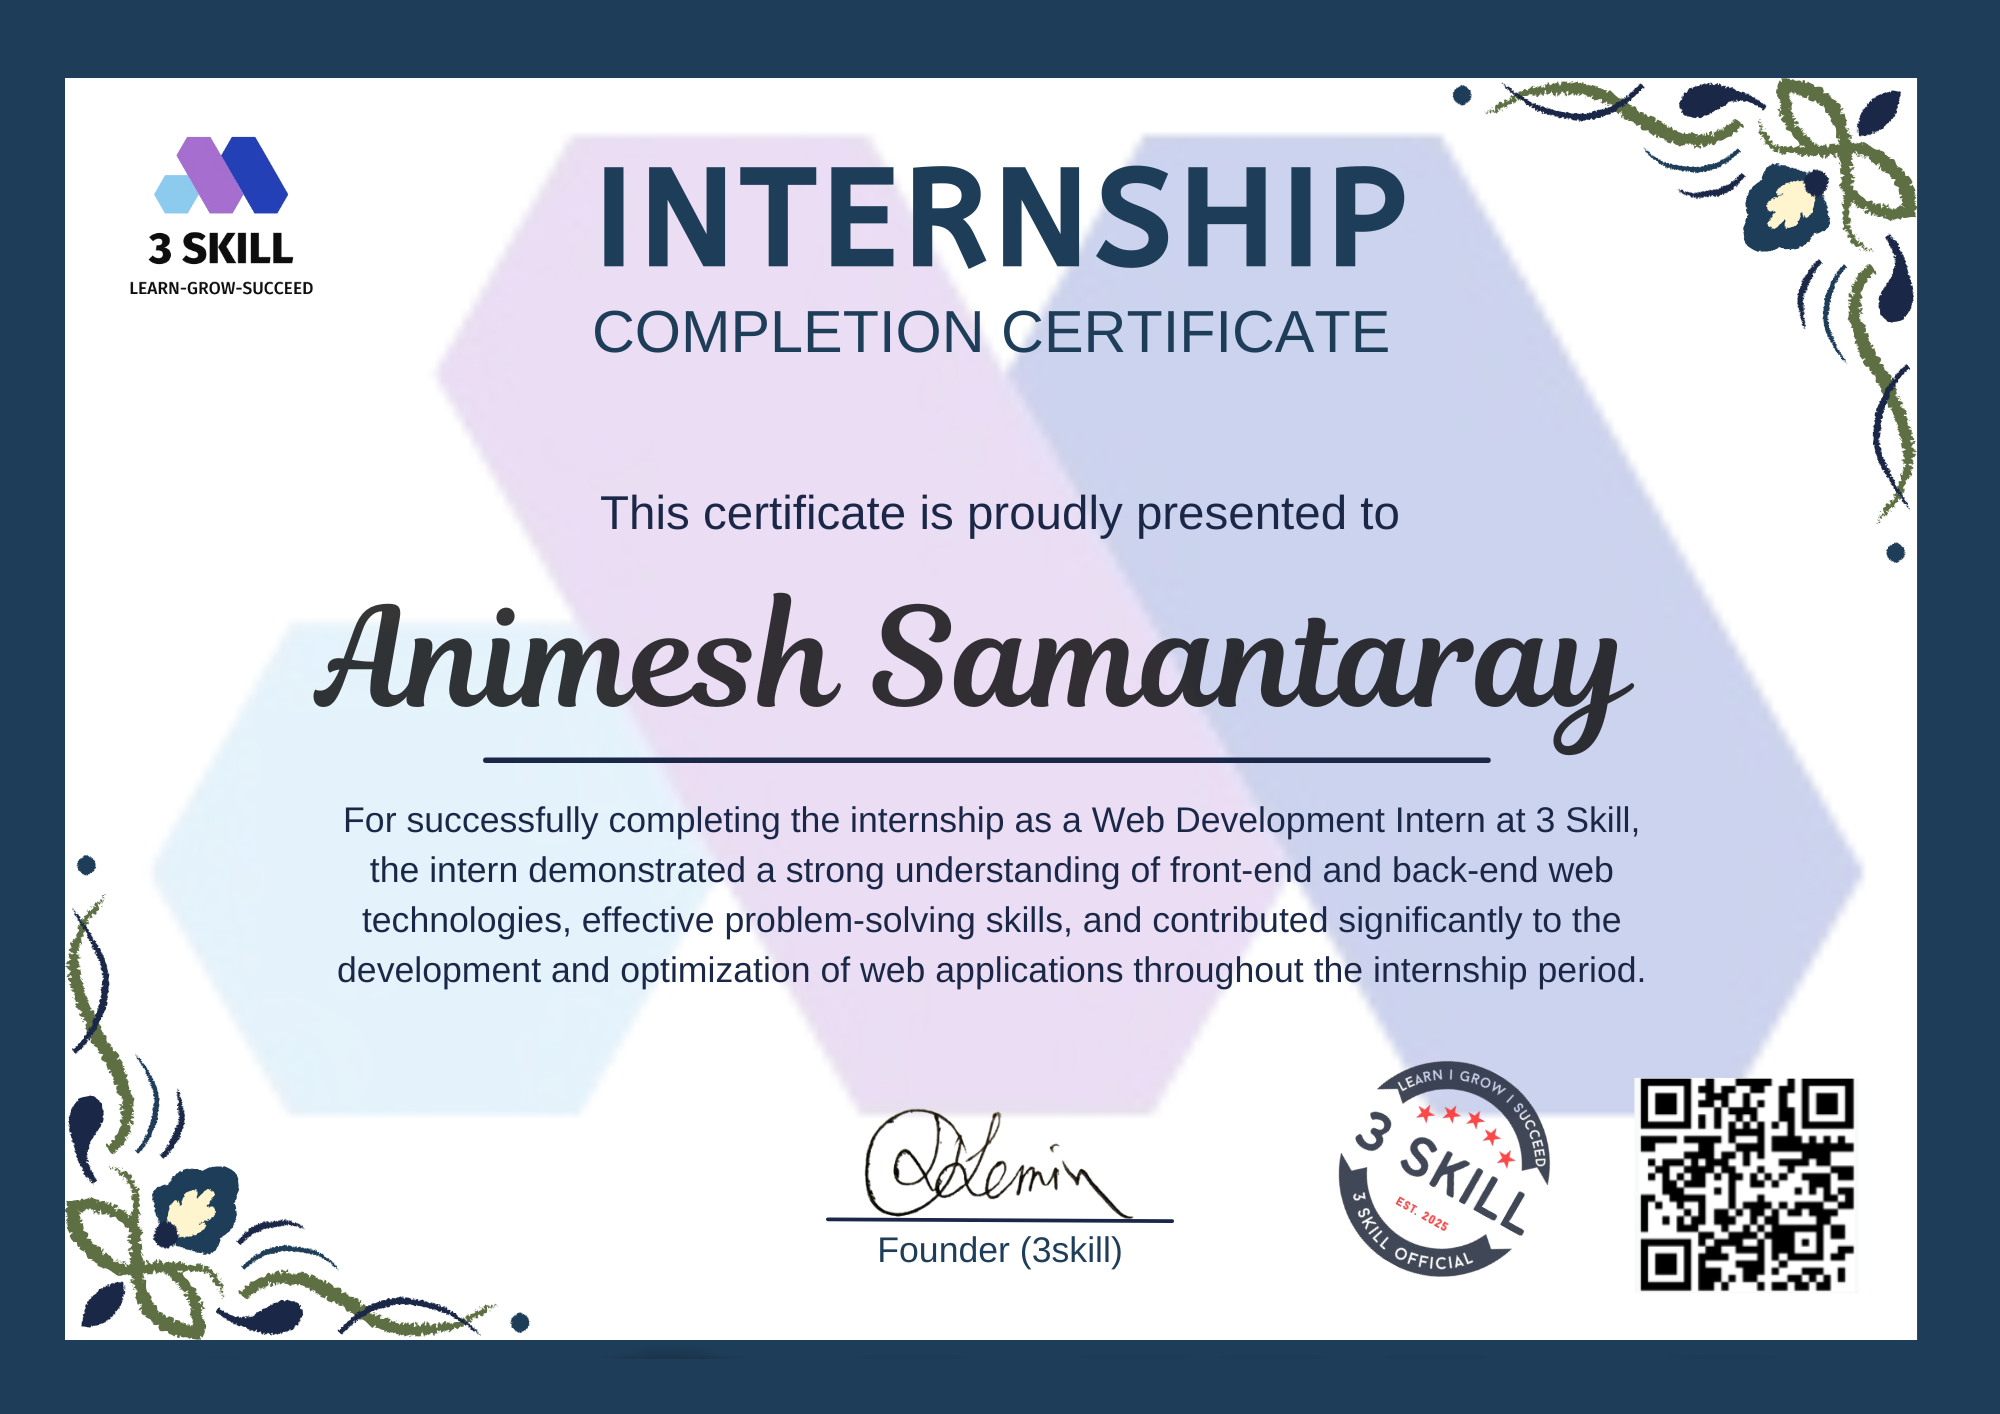 3 SKILL
LEARN-GROW-SUCCEED
INTERNSHIP
COMPLETION CERTIFICATE
This certificate is proudly presented to
Animesh Samantaray
For successfully completing the internship as a Web Development Intern at 3 Skill,
the intern demonstrated a strong understanding of front-end and back-end web
technologies, effective problem-solving skills, and contributed significantly to the
development and optimization of web applications throughout the internship period.
Founder (3skill)
LEARN | GROW | SUCCEED
3 SKILL
EST. 2025
3 SKILL OFFICIAL